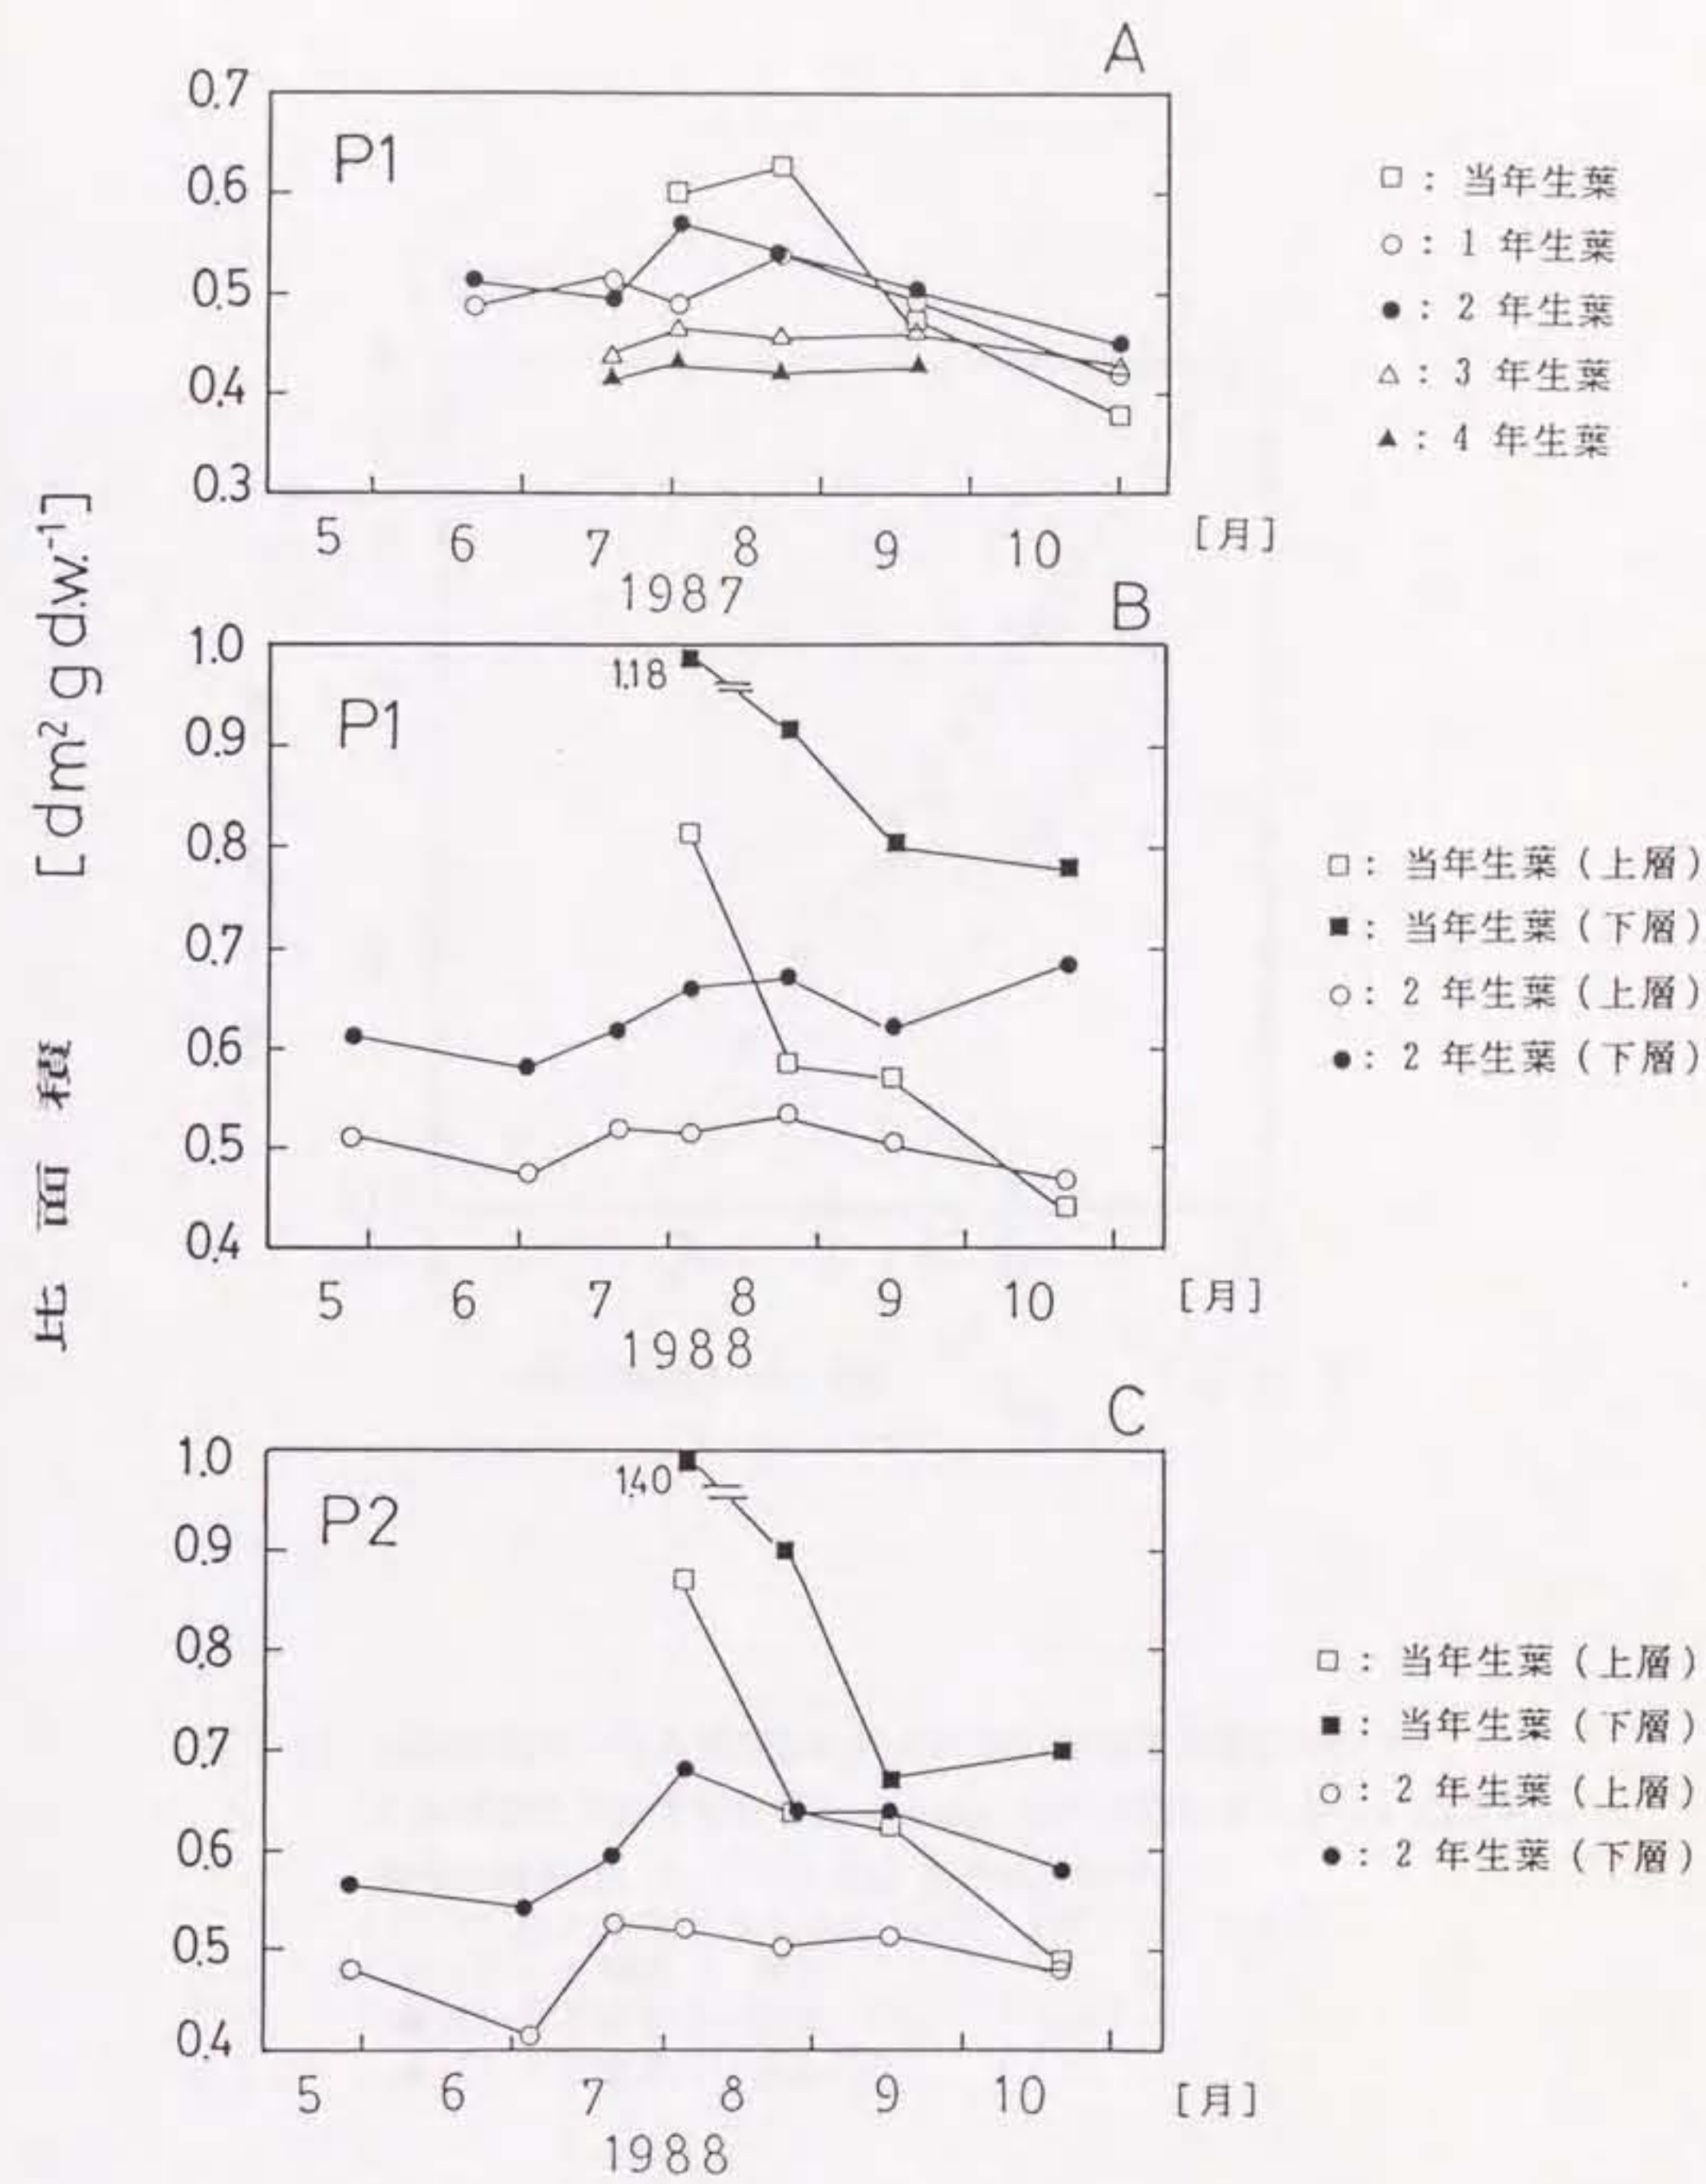 比面積 [dm² g d.w.⁻¹]
A
P1
0.7
0.6
0.5
0.4
0.3
5 6 7 8 9 10 [月]
1987
□: 当年生葉
○: 1 年生葉
●: 2 年生葉
△: 3 年生葉
▲: 4 年生葉
B
P1
1.18
1.0
0.9
0.8
0.7
0.6
0.5
0.4
5 6 7 8 9 10 [月]
1988
□: 当年生葉 (上層)
■: 当年生葉 (下層)
○: 2 年生葉 (上層)
●: 2 年生葉 (下層)
C
P2
1.40
1.0
0.9
0.8
0.7
0.6
0.5
0.4
5 6 7 8 9 10 [月]
1988
□: 当年生葉 (上層)
■: 当年生葉 (下層)
○: 2 年生葉 (上層)
●: 2 年生葉 (下層)